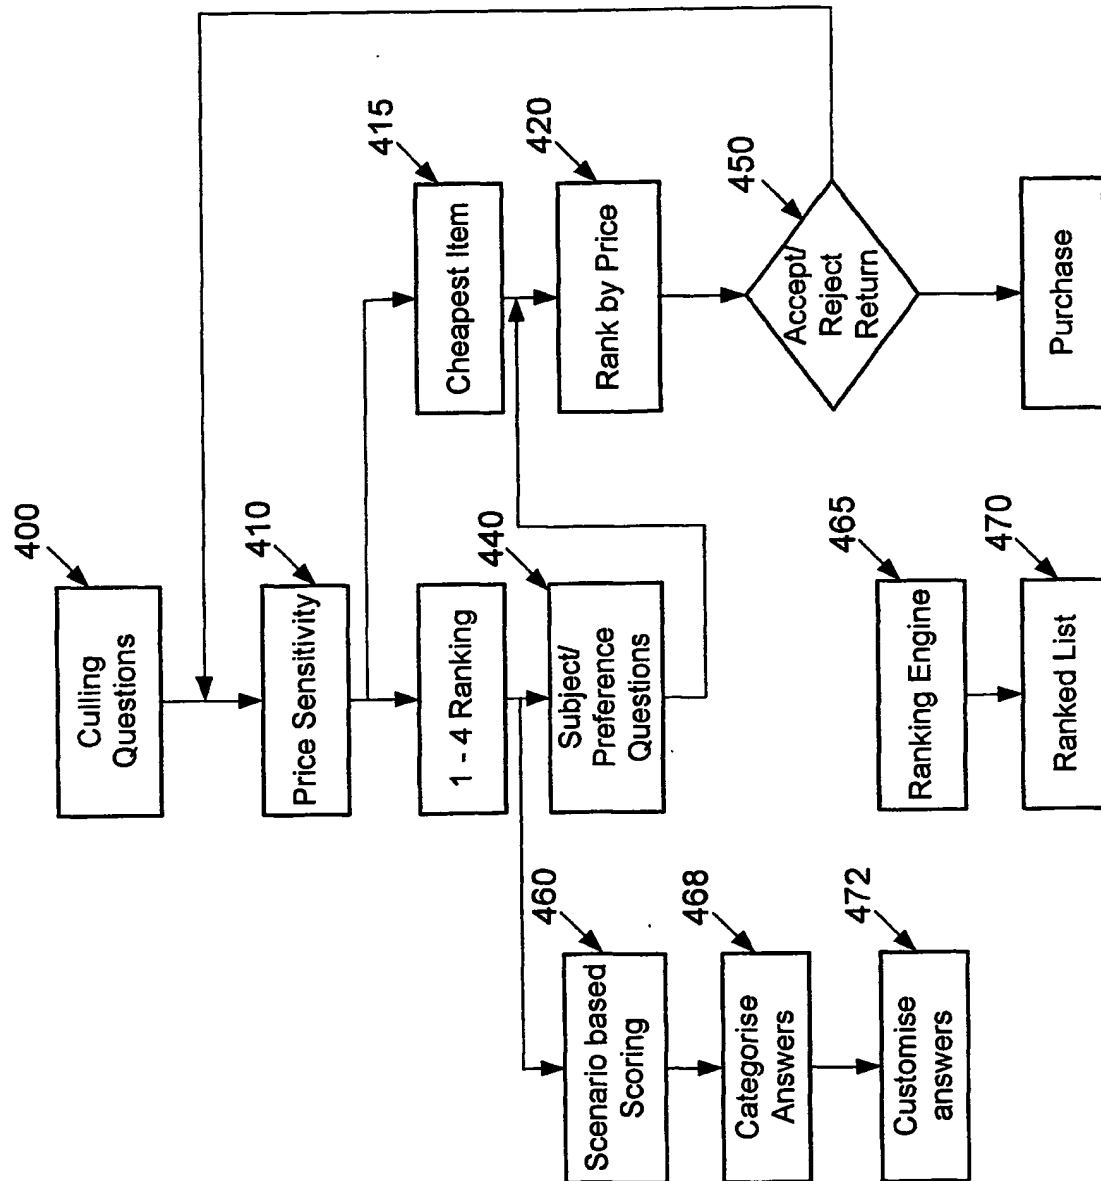 400
Culling
Questions
410
Price Sensitivity
415
Cheapest Item
1 - 4 Ranking
420
Rank by Price
440
Subject/
Preference
Questions
450
Accept/
Reject
Return
Purchase
460
Scenario based
Scoring
468
Categorise
Answers
472
Customise
answers
465
Ranking Engine
470
Ranked List